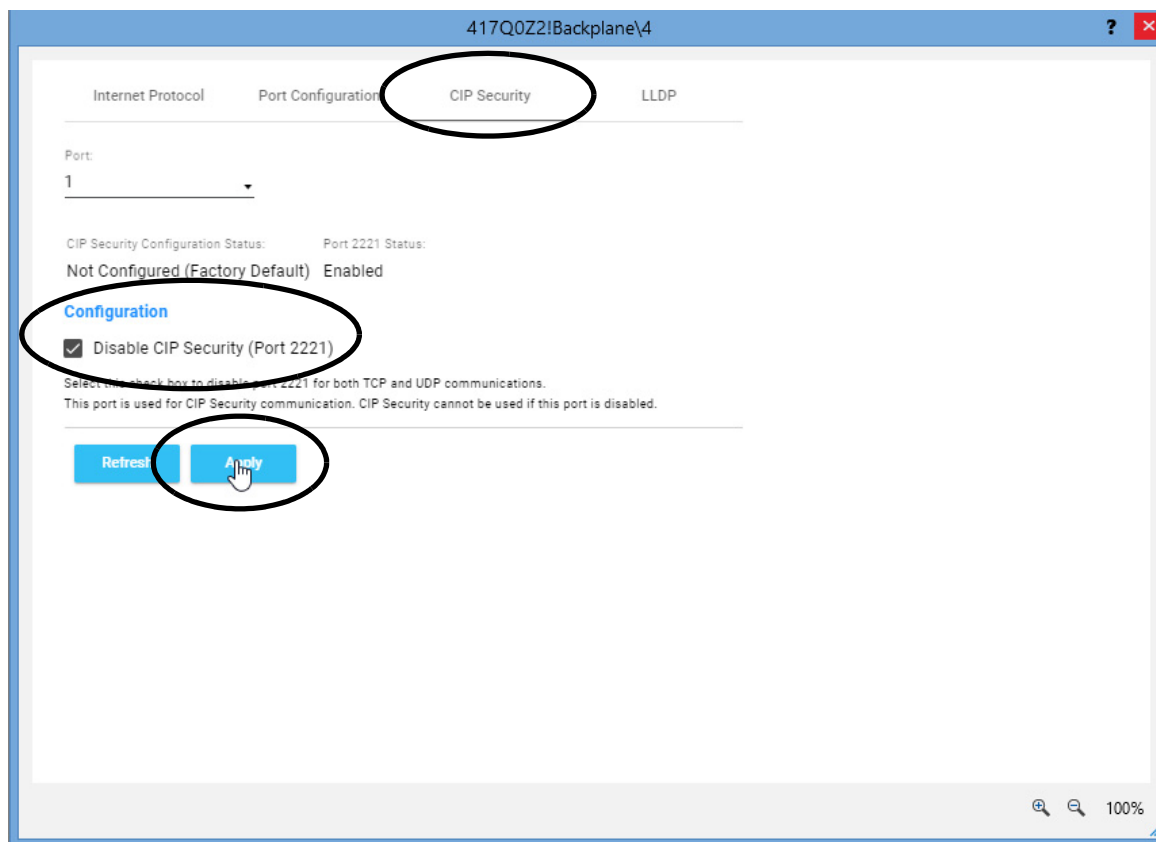 417Q0Z2!Backplane\4 ?
Internet Protocol Port Configuration CIP Security LLDP
Port:
1
CIP Security Configuration Status: Port 2221 Status:
Not Configured (Factory Default) Enabled
Configuration
Disable CIP Security (Port 2221)
Select this check box to disable port 2221 for both TCP and UDP communications.
This port is used for CIP Security communication. CIP Security cannot be used if this port is disabled.
Refresh Apply
100%